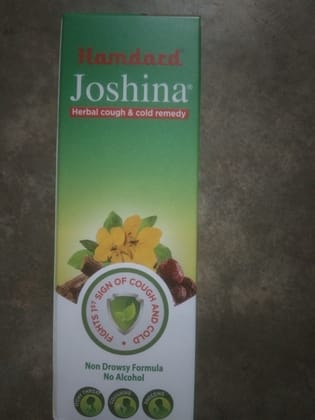 Hamdard
Joshina®
Herbal cough & cold remedy
FIGHTS 1ST SIGN OF COUGH AND COLD
Non Drowsy Formula
No Alcohol